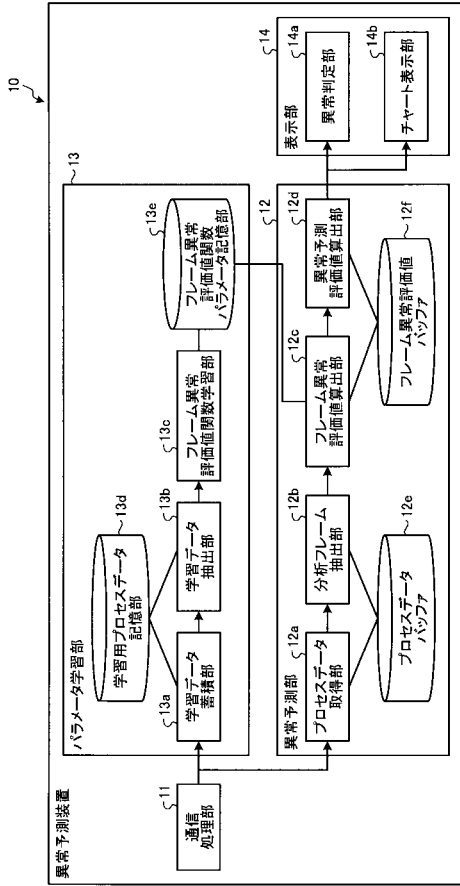 10
異常予測装置
11
通信
処理部
13
パラメータ学習部
13d
学習用プロセスデータ
記憶部
13a
学習データ
蓄積部
13b
学習データ
抽出部
13c
フレーム異常
評価値関数学習部
13e
フレーム異常
評価値関数
パラメータ記憶部
12
異常予測部
12a
プロセスデータ
取得部
12b
分析フレーム
抽出部
12c
フレーム異常
評価値算出部
12d
異常予測
評価値算出部
12e
プロセスデータ
バッファ
12f
フレーム異常評価値
バッファ
14
表示部
14a
異常判定部
14b
チャート表示部